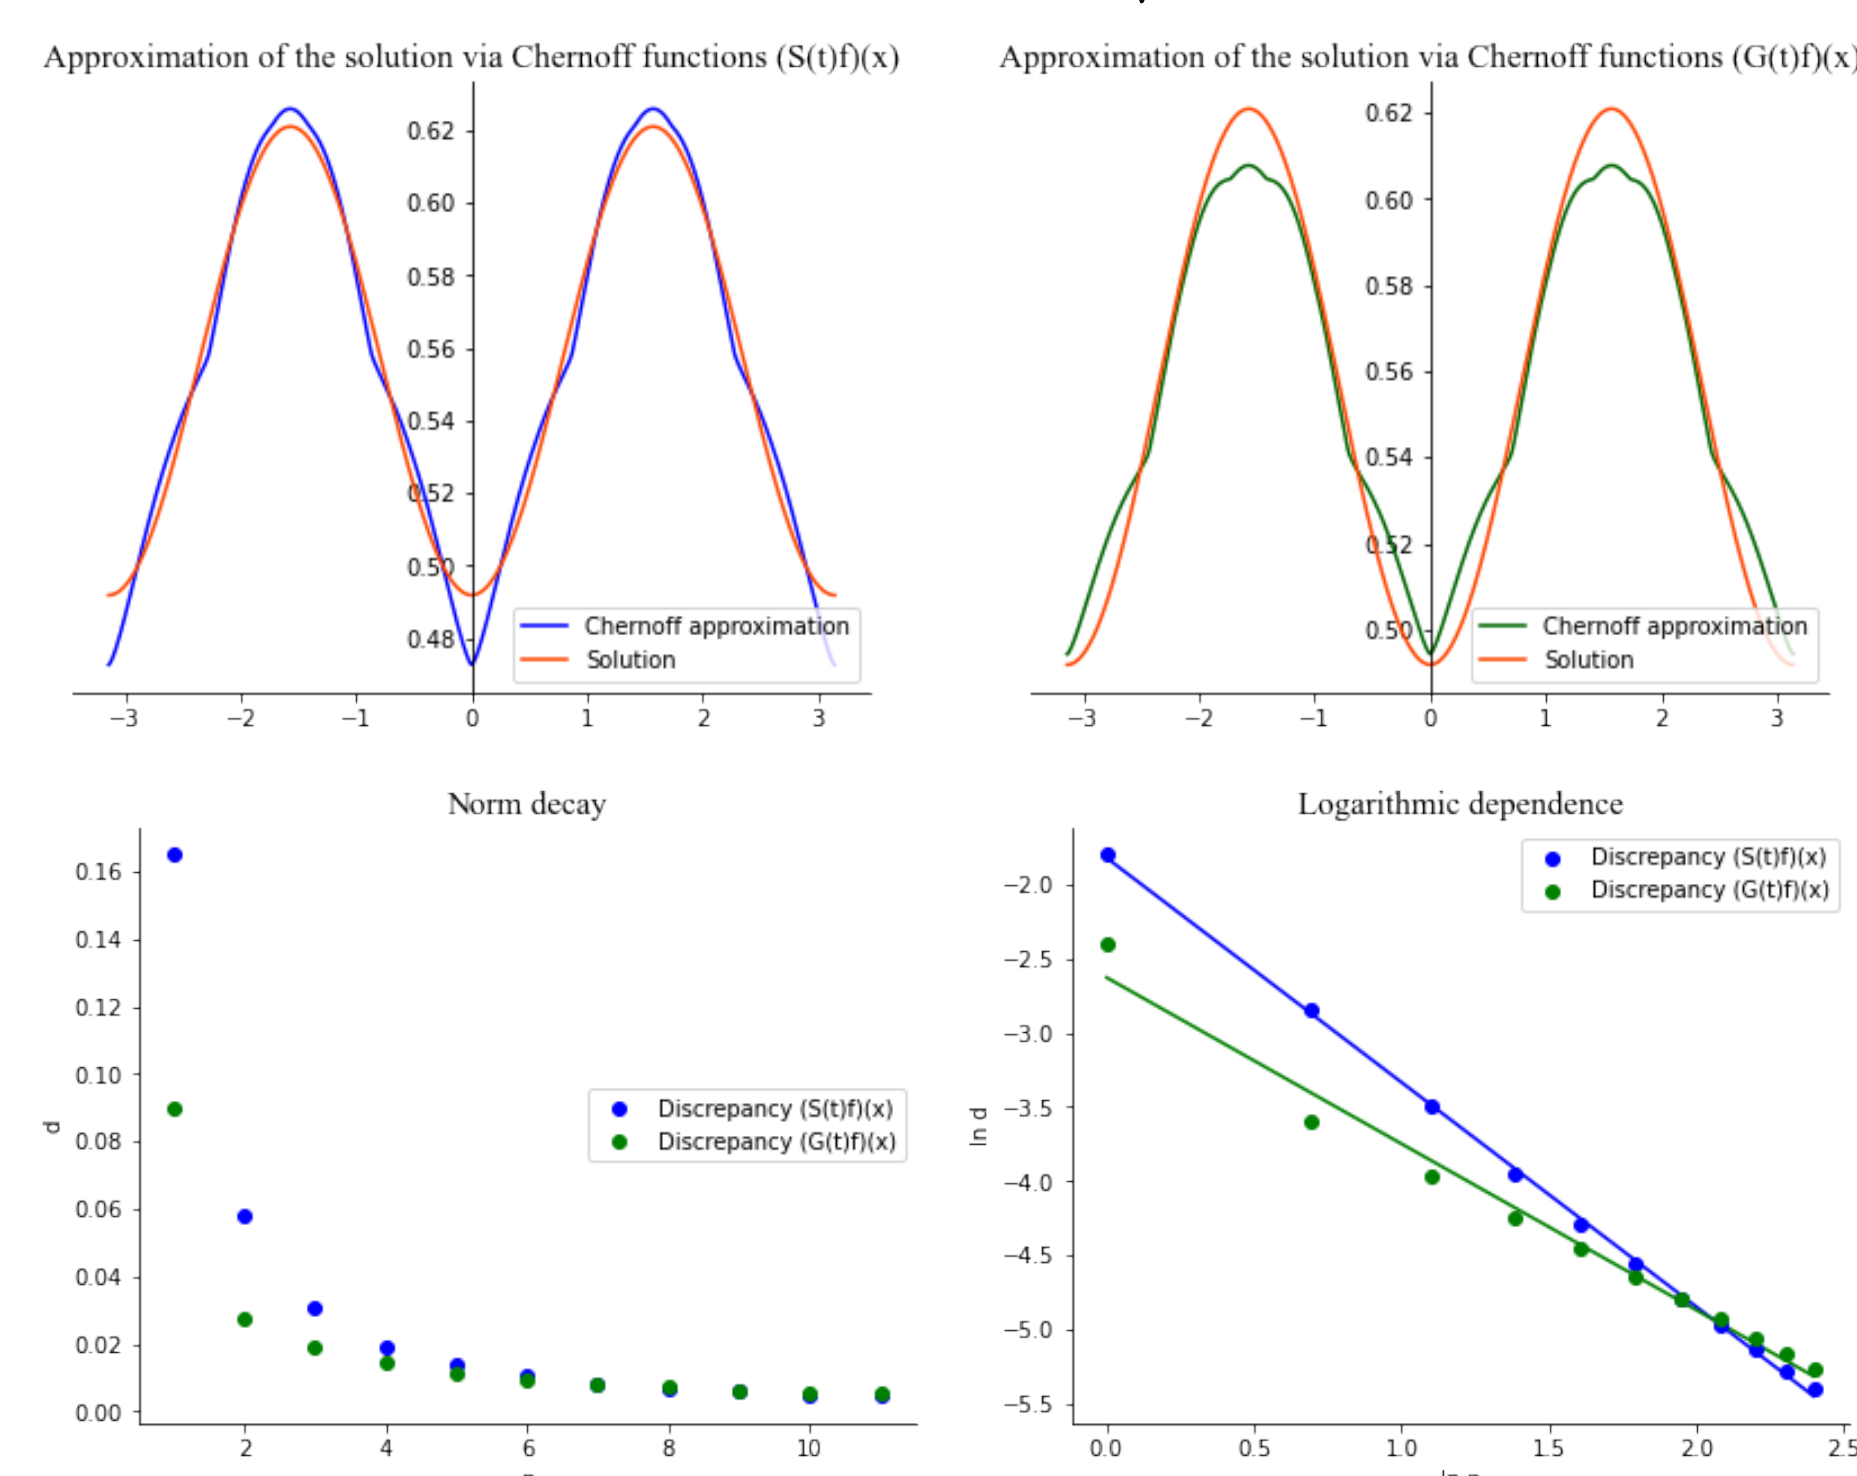 Approximation of the solution via Chernoff functions (S(t)f)(x)
0.62
0.60
0.58
0.56
0.54
0.52
0.50
0.48
Chernoff approximation
Solution
−3 −2 −1 0 1 2 3
Approximation of the solution via Chernoff functions (G(t)f)(x)
0.62
0.60
0.58
0.56
0.54
0.52
0.50
Chernoff approximation
Solution
−3 −2 −1 0 1 2 3
Norm decay
0.16
0.14
0.12
0.10
0.08
0.06
0.04
0.02
0.00
d
Discrepancy (S(t)f)(x)
Discrepancy (G(t)f)(x)
2 4 6 8 10
Logarithmic dependence
Discrepancy (S(t)f)(x)
Discrepancy (G(t)f)(x)
−2.0
−2.5
−3.0
−3.5
−4.0
−4.5
−5.0
−5.5
ln d
0.0 0.5 1.0 1.5 2.0 2.5